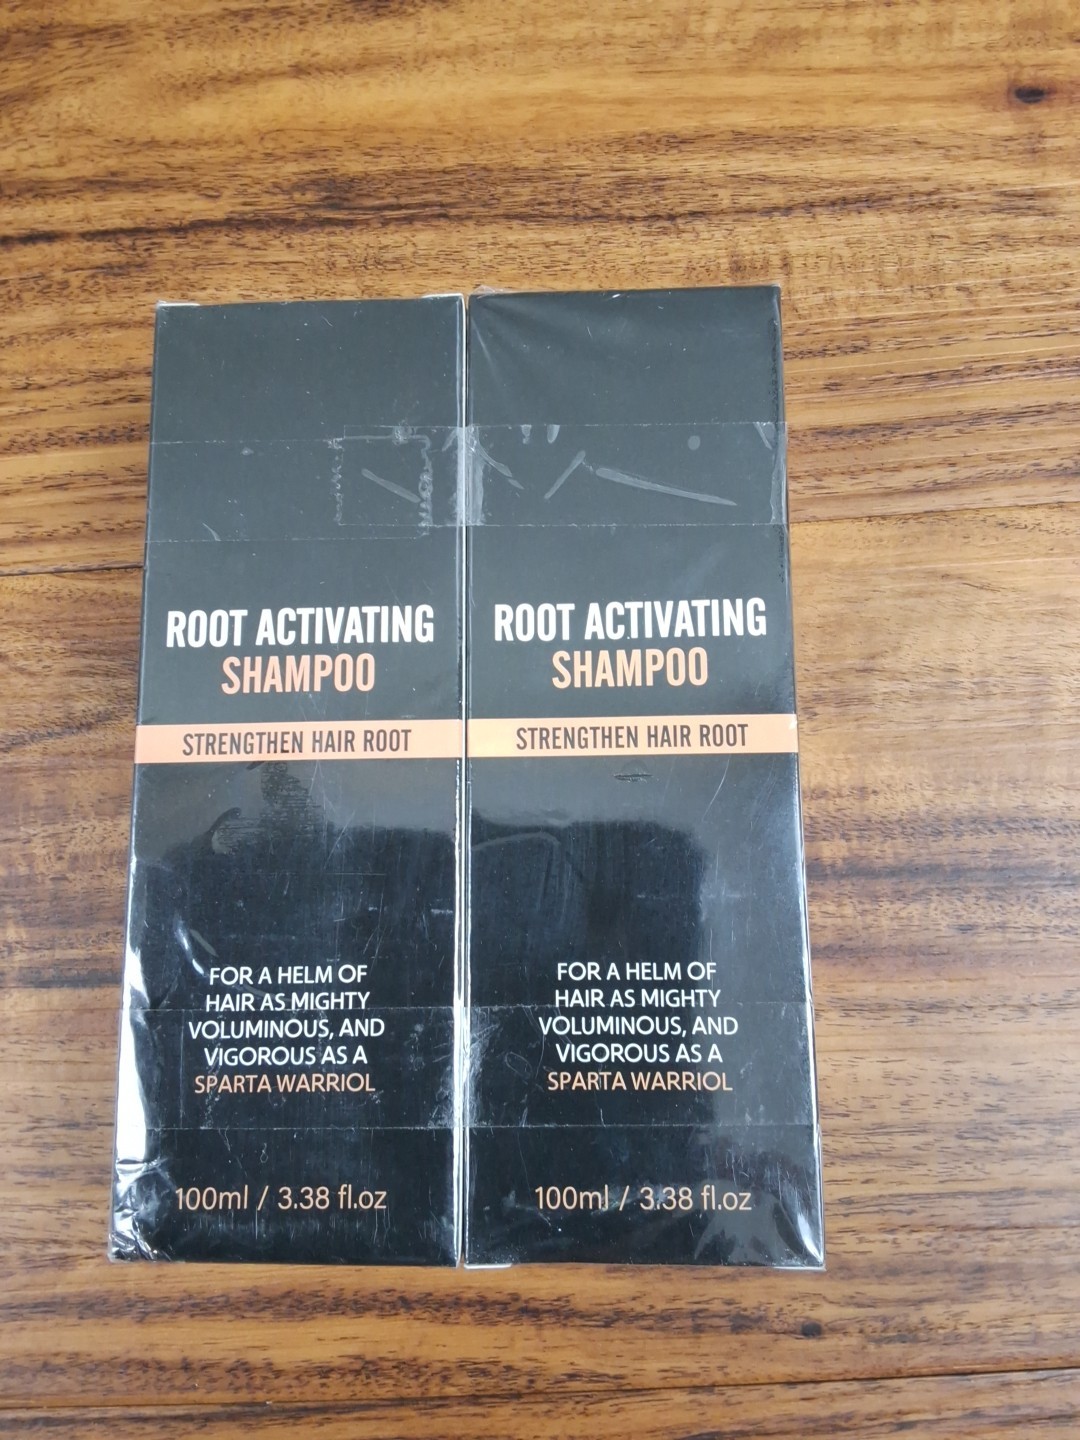 ROOT ACTIVATING
SHAMPOO
STRENGTHEN HAIR ROOT
FOR A HELM OF
HAIR AS MIGHTY
VOLUMINOUS, AND
VIGOROUS AS A
SPARTA WARRIOL
100ml / 3.38 fl.oz
ROOT ACTIVATING
SHAMPOO
STRENGTHEN HAIR ROOT
FOR A HELM OF
HAIR AS MIGHTY
VOLUMINOUS, AND
VIGOROUS AS A
SPARTA WARRIOL
100ml / 3.38 fl.oz